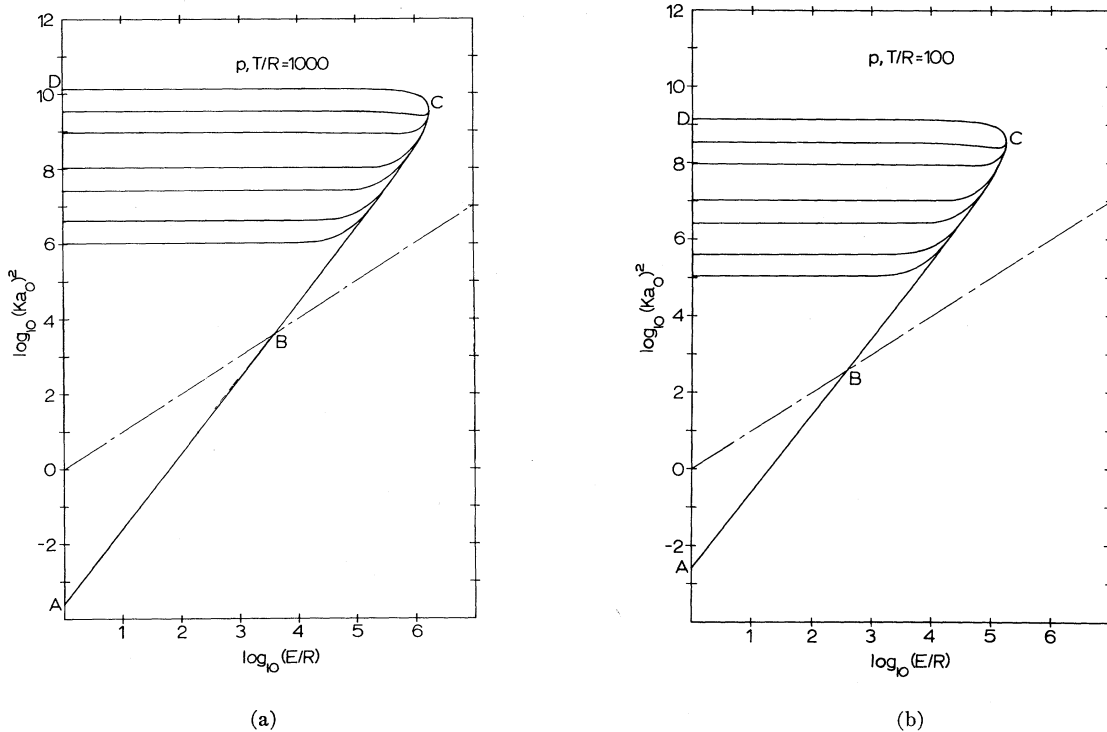 12
p, T/R=1000
D
10
C
8
6
log₁₀(Ka₀)²
4
B
2
0
-2
A
1 2 3 4 5 6
log₁₀(E/R)
(a)
12
p, T/R=100
10
D
C
8
6
log₁₀(Ka₀)²
4
B
2
0
-2
A
1 2 3 4 5 6
log₁₀(E/R)
(b)